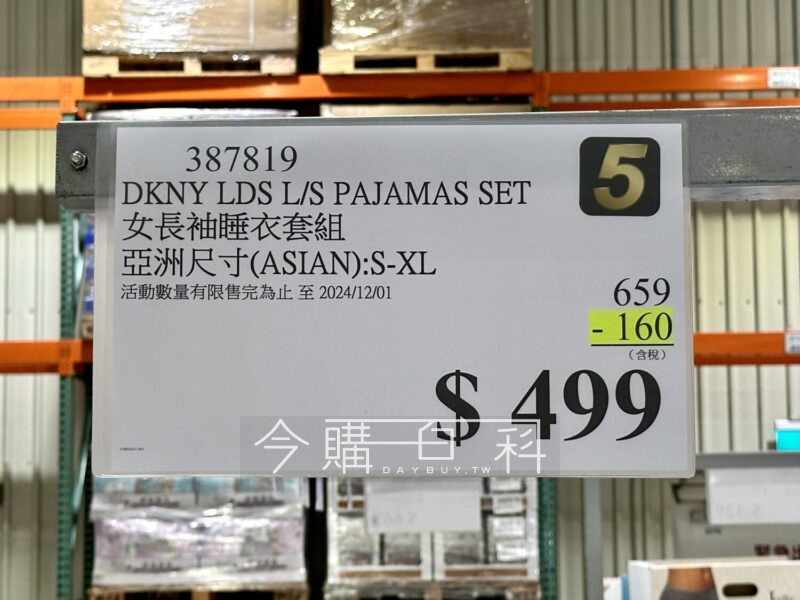 387819
5
DKNY LDS L/S PAJAMAS SET
女長袖睡衣套組
亞洲尺寸(ASIAN):S-XL
活動數量有限售完為止 至 2024/12/01
659
- 160
(含稅)
$ 499
今購百科
DAYBUY.TW